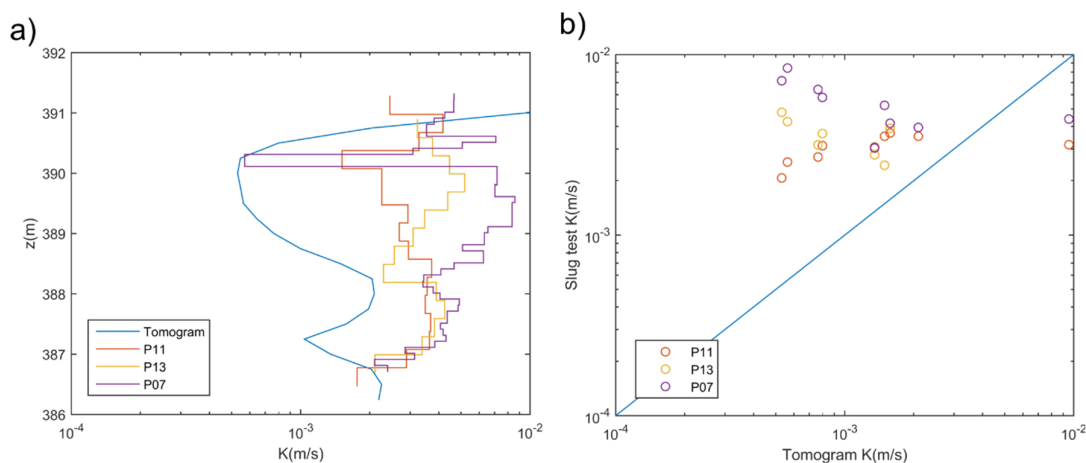 a)
392
391
390
389
388
387
386
z(m)
Tomogram
P11
P13
P07
10-4
10-3
10-2
K(m/s)
b)
10-2
10-3
10-4
Slug test K(m/s)
P11
P13
P07
10-4
10-3
10-2
Tomogram K(m/s)